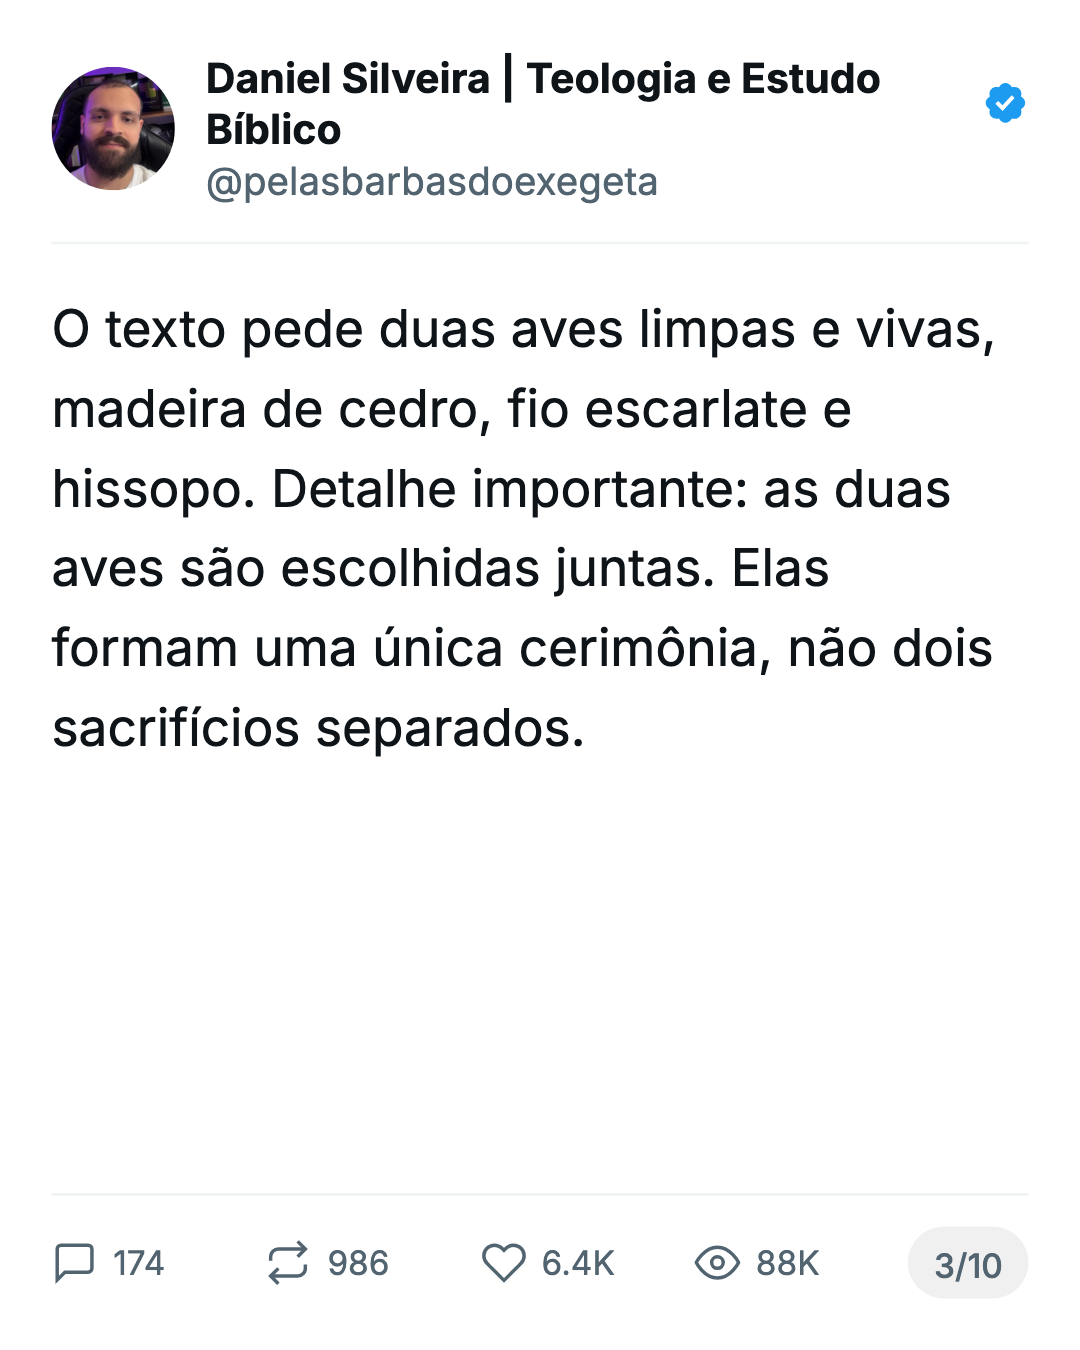 Daniel Silveira | Teologia e Estudo
Bíblico
@pelasbarbasdoexegeta
O texto pede duas aves limpas e vivas,
madeira de cedro, fio escarlate e
hissopo. Detalhe importante: as duas
aves são escolhidas juntas. Elas
formam uma única cerimônia, não dois
sacrifícios separados.
174 986 6.4K 88K 3/10